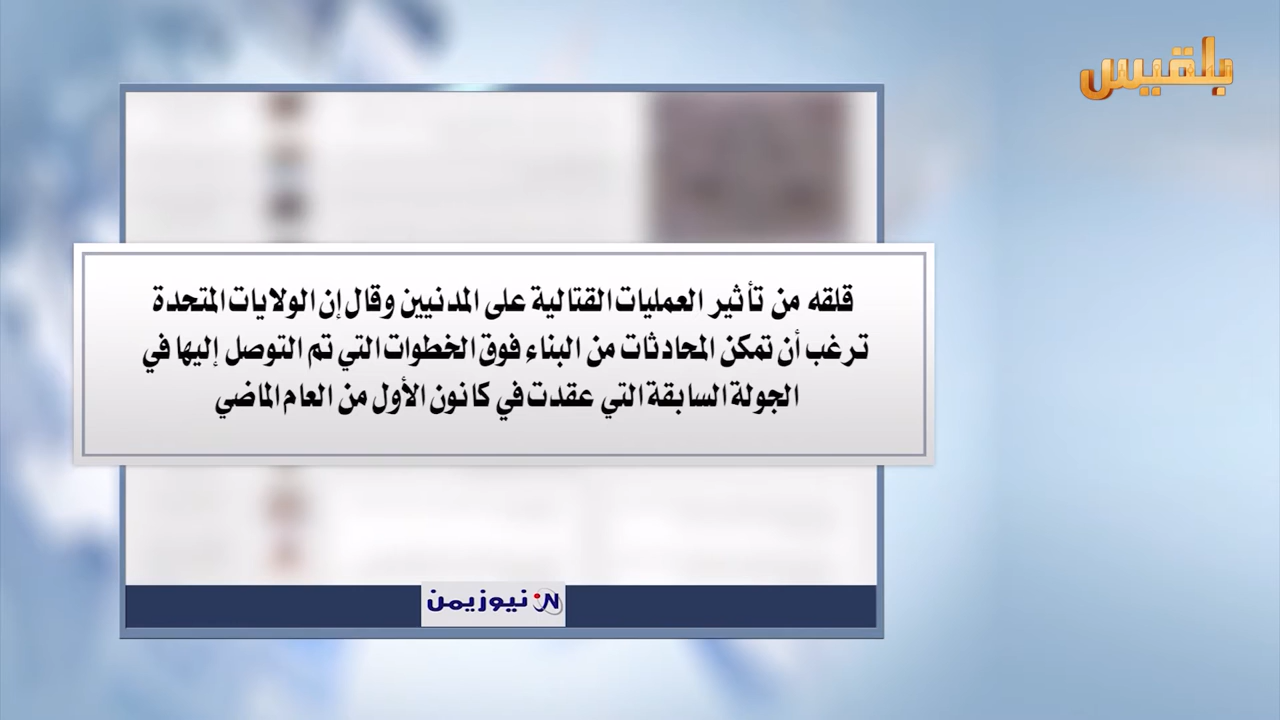 بلقيس
قلقه من تأثير العمليات القتالية على المدنيين وقال إن الولايات المتحدة
ترغب أن تمكن المحادثات من البناء فوق الخطوات التي تم التوصل إليها في
الجولة السابقة التي عقدت في كانون الأول من العام الماضي
نيوزيمن